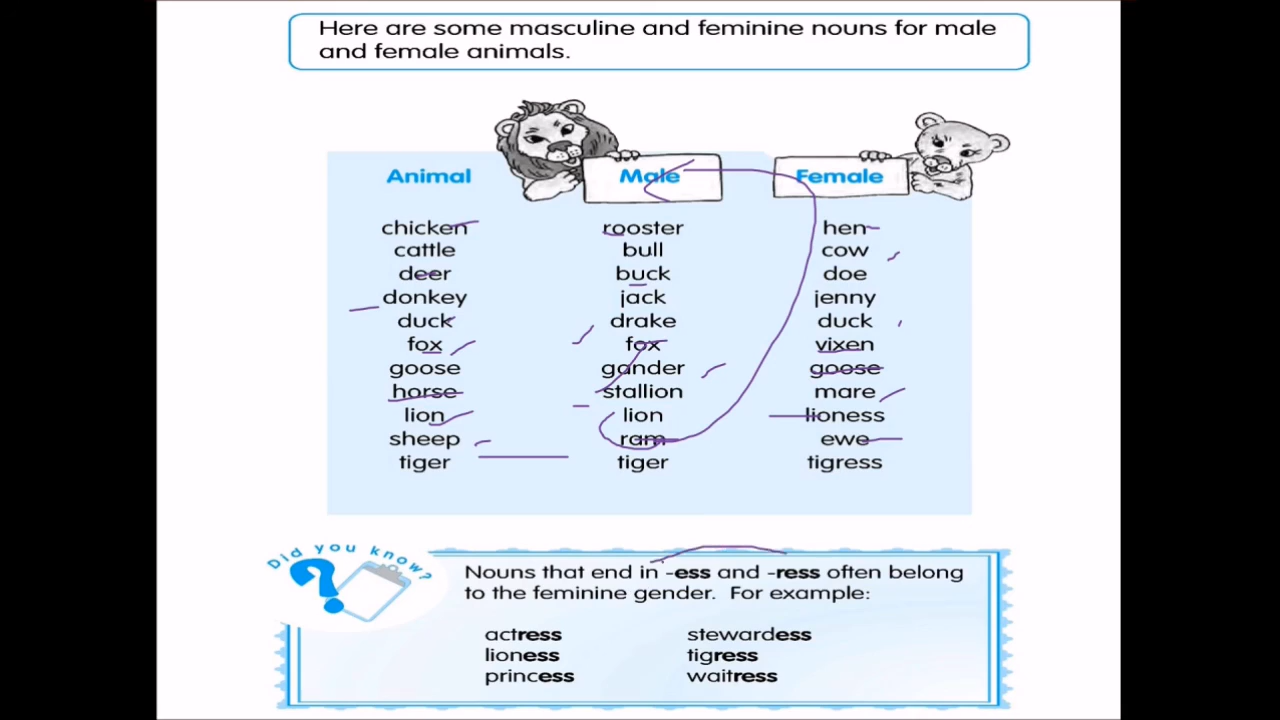 Here are some masculine and feminine nouns for male
and female animals.
Animal Male Female
chicken rooster hen
cattle bull cow
deer buck doe
donkey jack jenny
duck drake duck
fox fox vixen
goose gander goose
horse stallion mare
lion lion lioness
sheep ram ewe
tiger tiger tigress
Did you know?
Nouns that end in -ess and -ress often belong
to the feminine gender. For example:
actress stewardess
lioness tigress
princess waitress